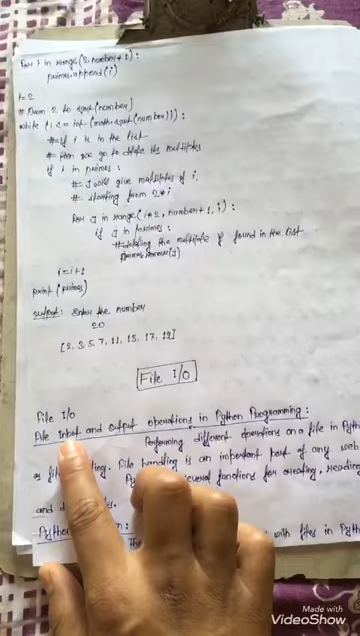 for i in range(2, number+1):
primes.append(i)
i=2
# from 2 to sqrt(number)
while (i <= int(math.sqrt(number))):
#if i is in the list
# then we go to delete its multiples
if i in primes:
#J will give multiples of i,
# starting from 2*i
for J in range(i*2, number+1, i):
if J in primes:
#deleting the multiple if found in the list
primes.remove(J)
i=i+1
print (primes)
output: Enter the number
20
[2, 3, 5, 7, 11, 13, 17, 19]
File I/O
File I/O
File Input and output operations in Python Programming:
Performing different operations on a file in Pyth
as file File handling is an important part of any web
several functions for creating, reading
and
Python
The with files in Pyth
Made with
VideoShow